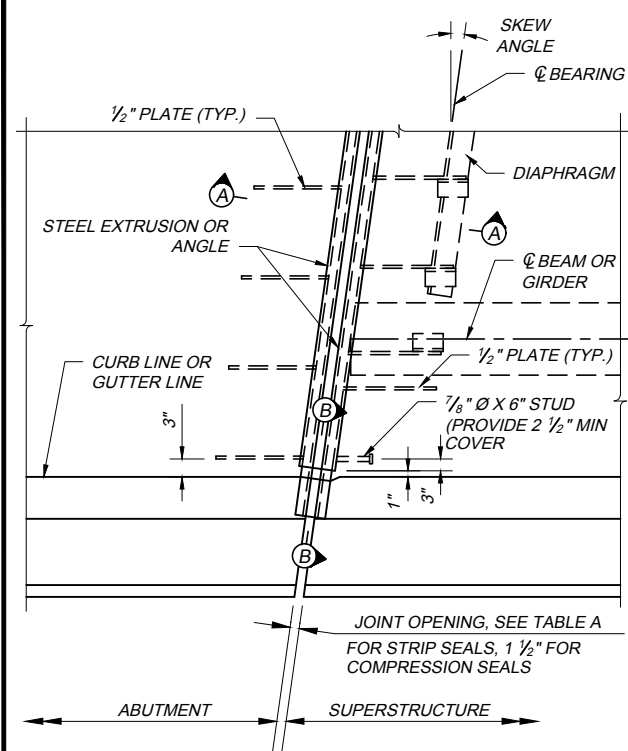 SKEW
ANGLE
℄ BEARING
½" PLATE (TYP.)
DIAPHRAGM
A
A
STEEL EXTRUSION OR
ANGLE
℄ BEAM OR
GIRDER
½" PLATE (TYP.)
CURB LINE OR
GUTTER LINE
3"
⅞" Ø X 6" STUD
(PROVIDE 2 ½" MIN
COVER
B
1"
3"
B
JOINT OPENING, SEE TABLE A
FOR STRIP SEALS, 1 ½" FOR
COMPRESSION SEALS
ABUTMENT
SUPERSTRUCTURE